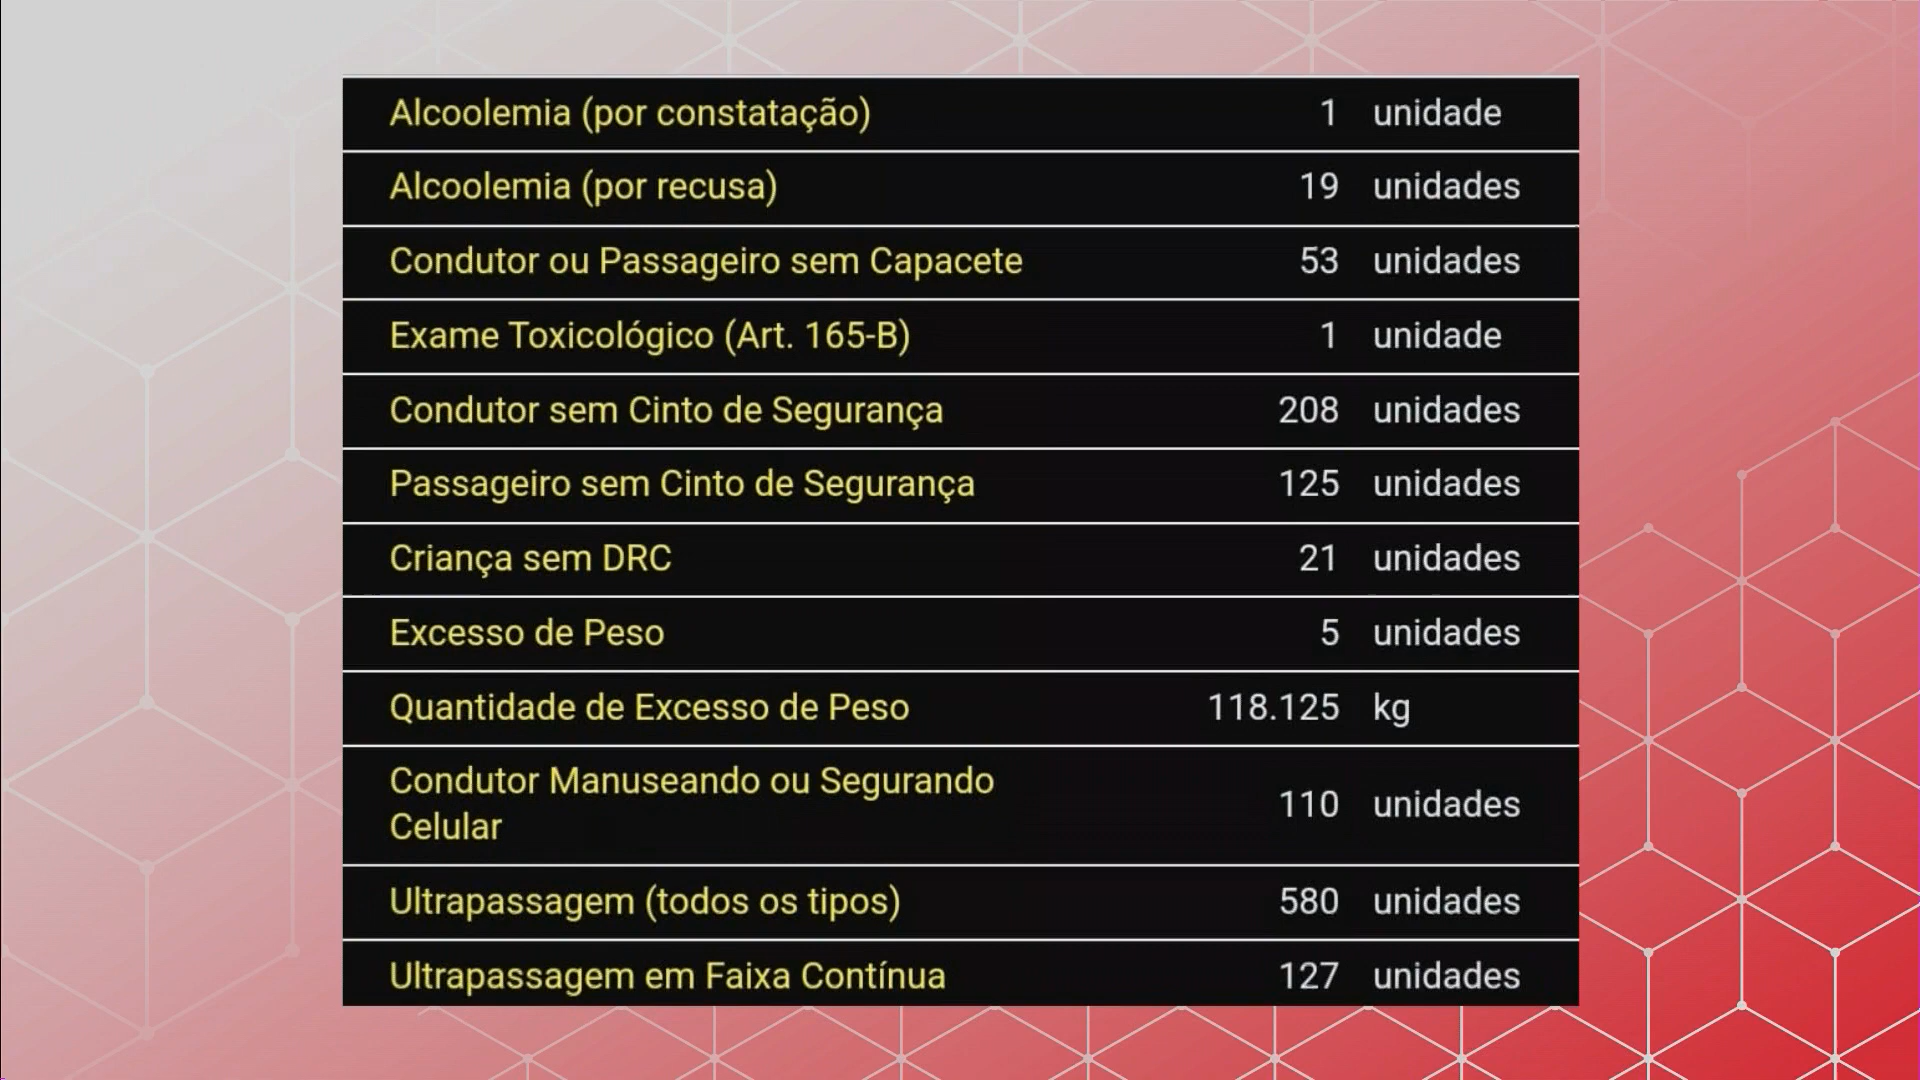 Alcoolemia (por constatação) 1 unidade
Alcoolemia (por recusa) 19 unidades
Condutor ou Passageiro sem Capacete 53 unidades
Exame Toxicológico (Art. 165-B) 1 unidade
Condutor sem Cinto de Segurança 208 unidades
Passageiro sem Cinto de Segurança 125 unidades
Criança sem DRC 21 unidades
Excesso de Peso 5 unidades
Quantidade de Excesso de Peso 118.125 kg
Condutor Manuseando ou Segurando
Celular 110 unidades
Ultrapassagem (todos os tipos) 580 unidades
Ultrapassagem em Faixa Contínua 127 unidades